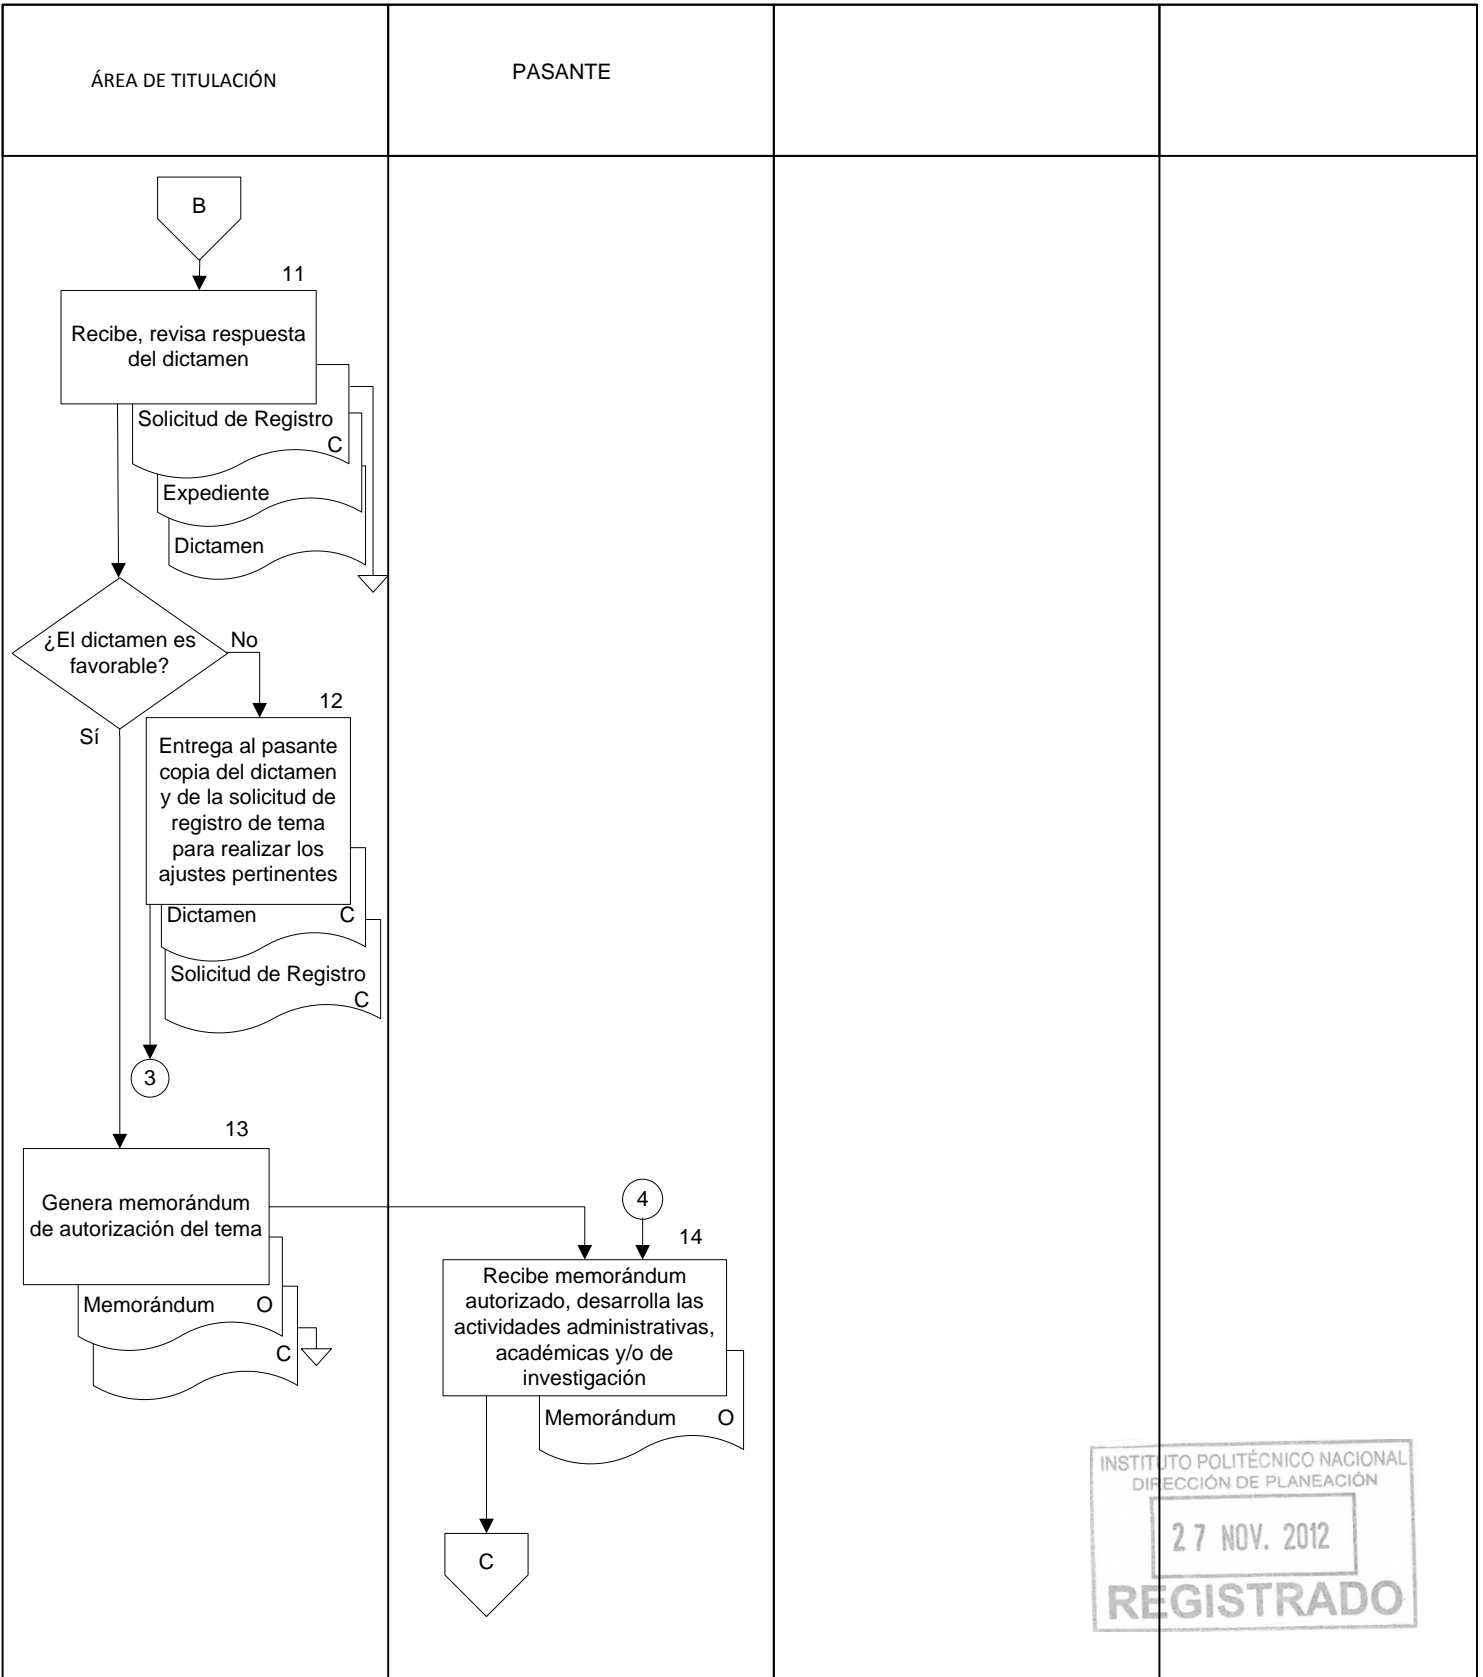 ÁREA DE TITULACIÓN
PASANTE
B
11
Recibe, revisa respuesta
del dictamen
Solicitud de Registro
C
Expediente
Dictamen
¿El dictamen es
favorable?
No
Sí
12
Entrega al pasante
copia del dictamen
y de la solicitud de
registro de tema
para realizar los
ajustes pertinentes
Dictamen C
Solicitud de Registro
C
3
13
Genera memorándum
de autorización del tema
Memorándum O
C
4
14
Recibe memorándum
autorizado, desarrolla las
actividades administrativas,
académicas y/o de
investigación
Memorándum O
C
INSTITUTO POLITÉCNICO NACIONAL
DIRECCIÓN DE PLANEACIÓN
27 NOV. 2012
REGISTRADO